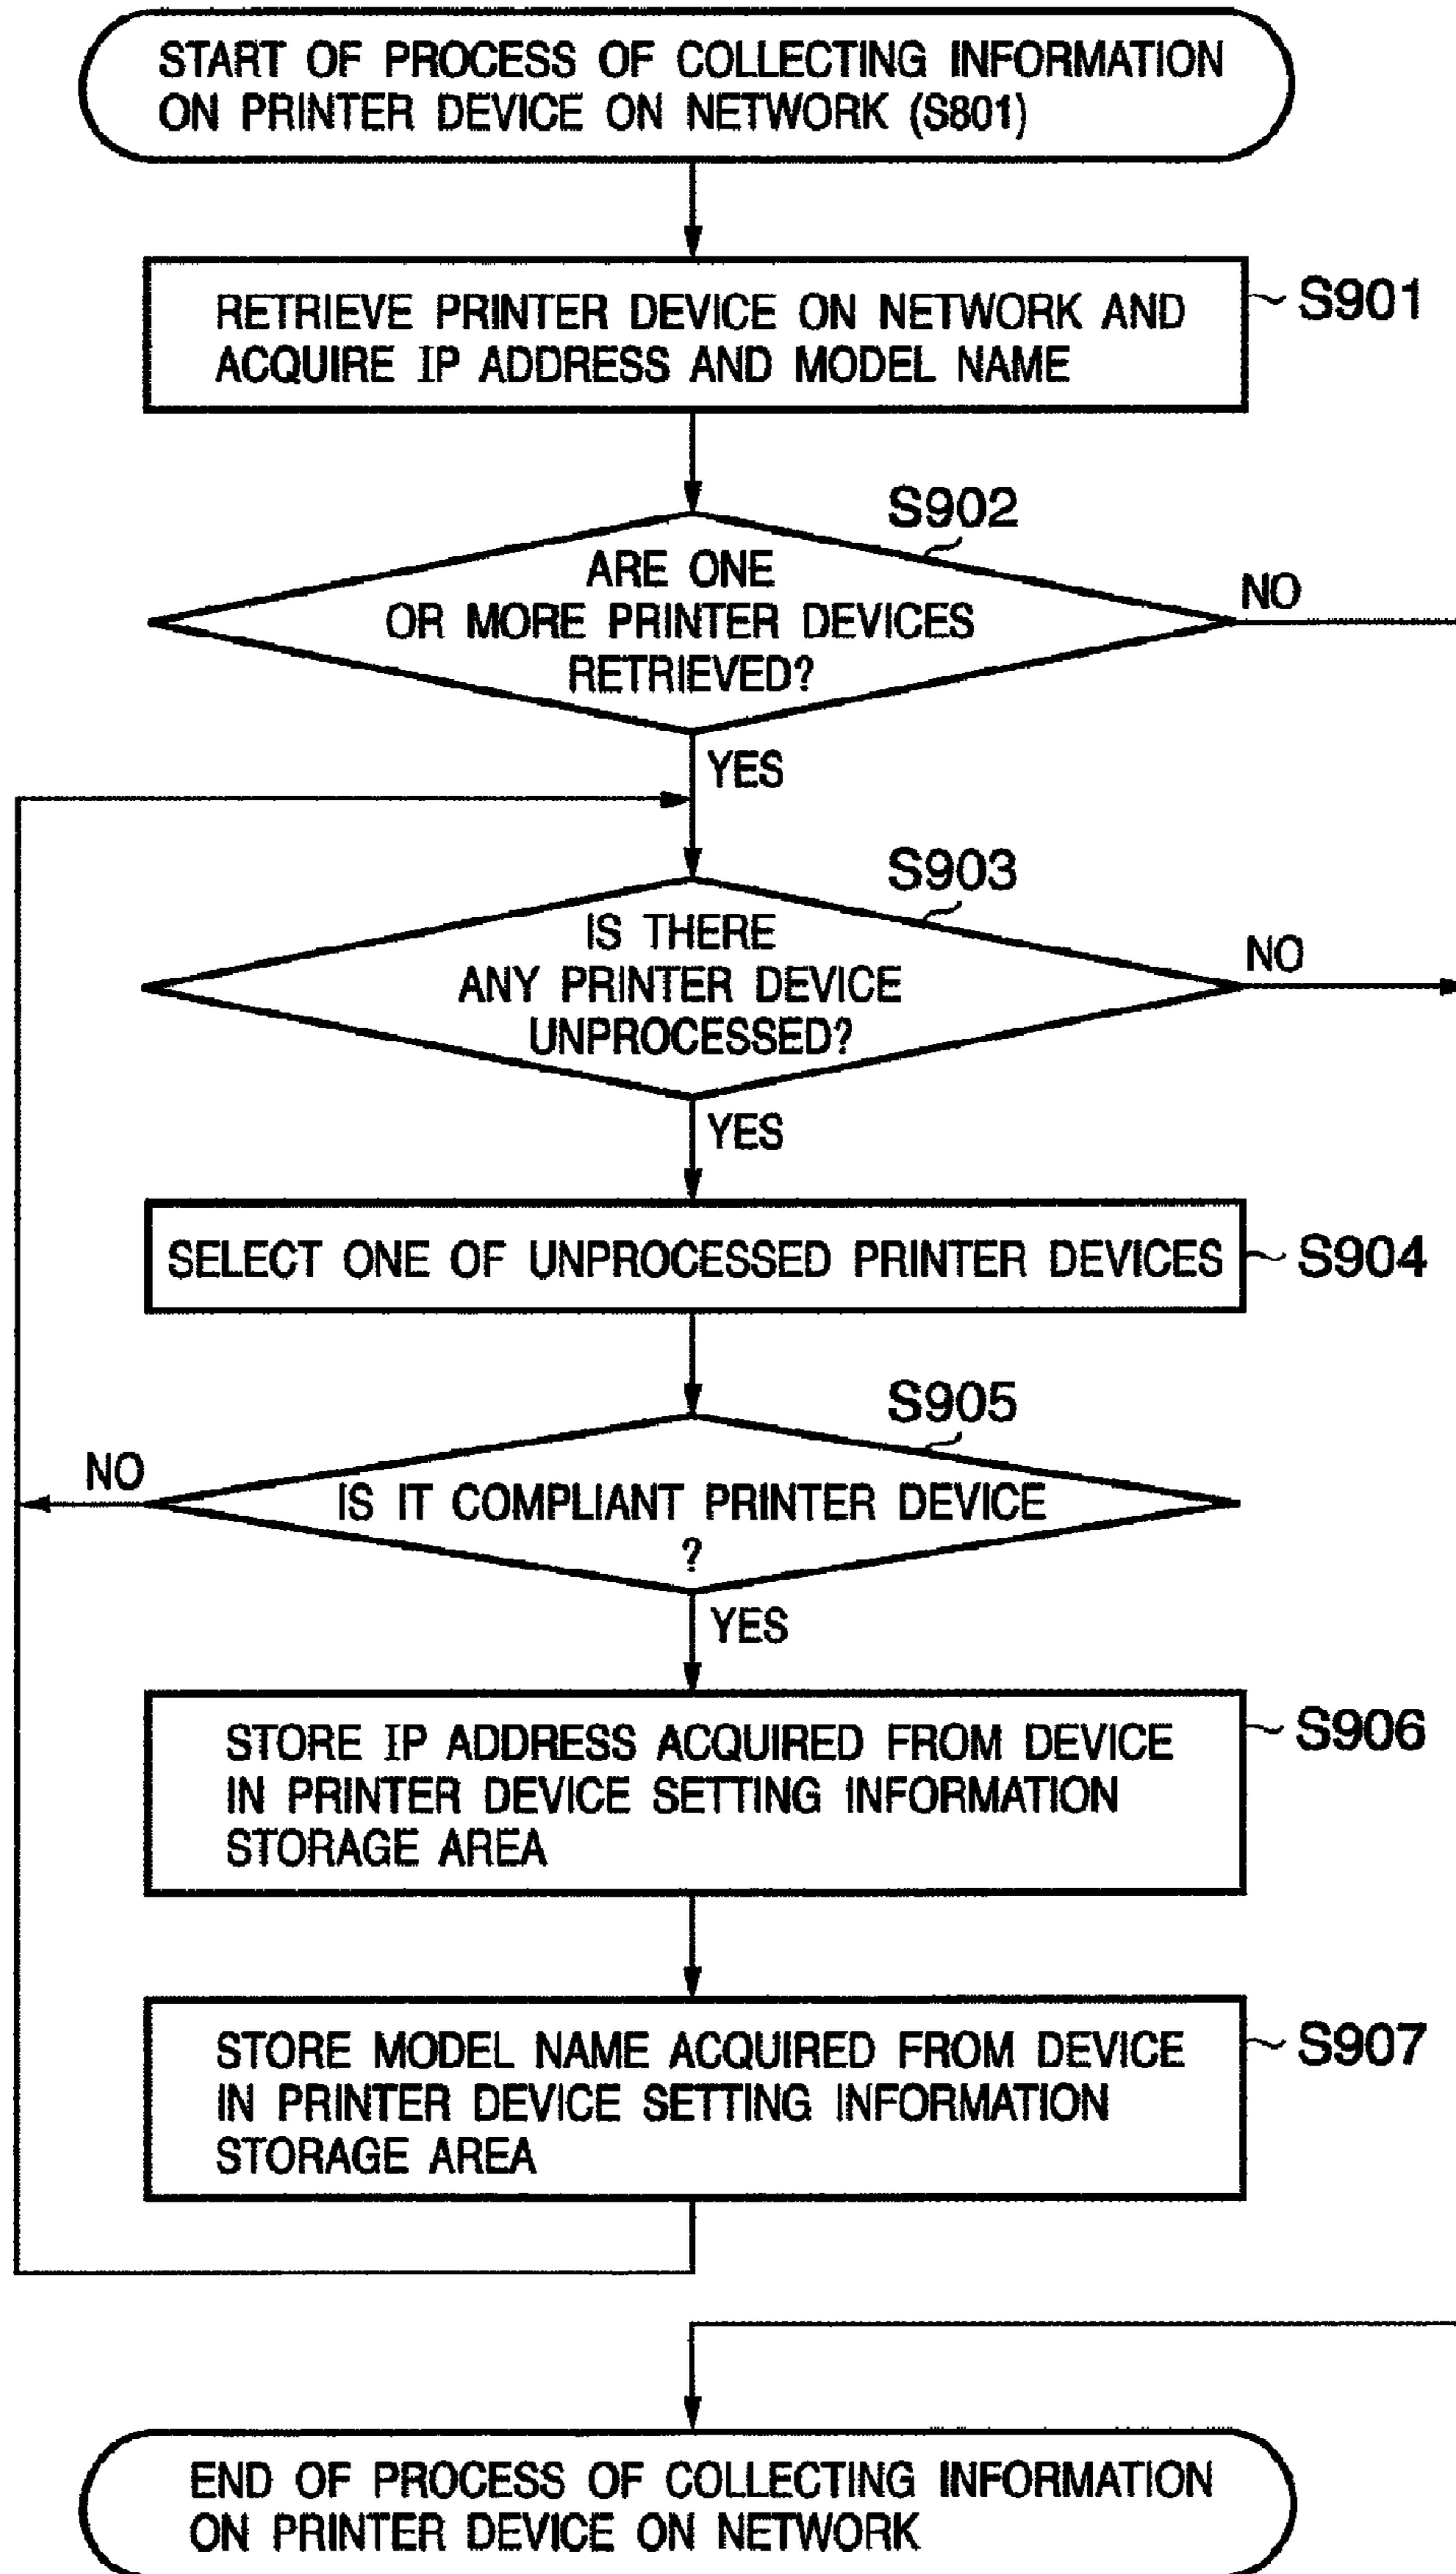 START OF PROCESS OF COLLECTING INFORMATION
ON PRINTER DEVICE ON NETWORK (S801)
RETRIEVE PRINTER DEVICE ON NETWORK AND
ACQUIRE IP ADDRESS AND MODEL NAME
S901
S902
ARE ONE
OR MORE PRINTER DEVICES
RETRIEVED?
NO
YES
S903
IS THERE
ANY PRINTER DEVICE
UNPROCESSED?
NO
YES
SELECT ONE OF UNPROCESSED PRINTER DEVICES
S904
S905
IS IT COMPLIANT PRINTER DEVICE
?
NO
YES
STORE IP ADDRESS ACQUIRED FROM DEVICE
IN PRINTER DEVICE SETTING INFORMATION
STORAGE AREA
S906
STORE MODEL NAME ACQUIRED FROM DEVICE
IN PRINTER DEVICE SETTING INFORMATION
STORAGE AREA
S907
END OF PROCESS OF COLLECTING INFORMATION
ON PRINTER DEVICE ON NETWORK